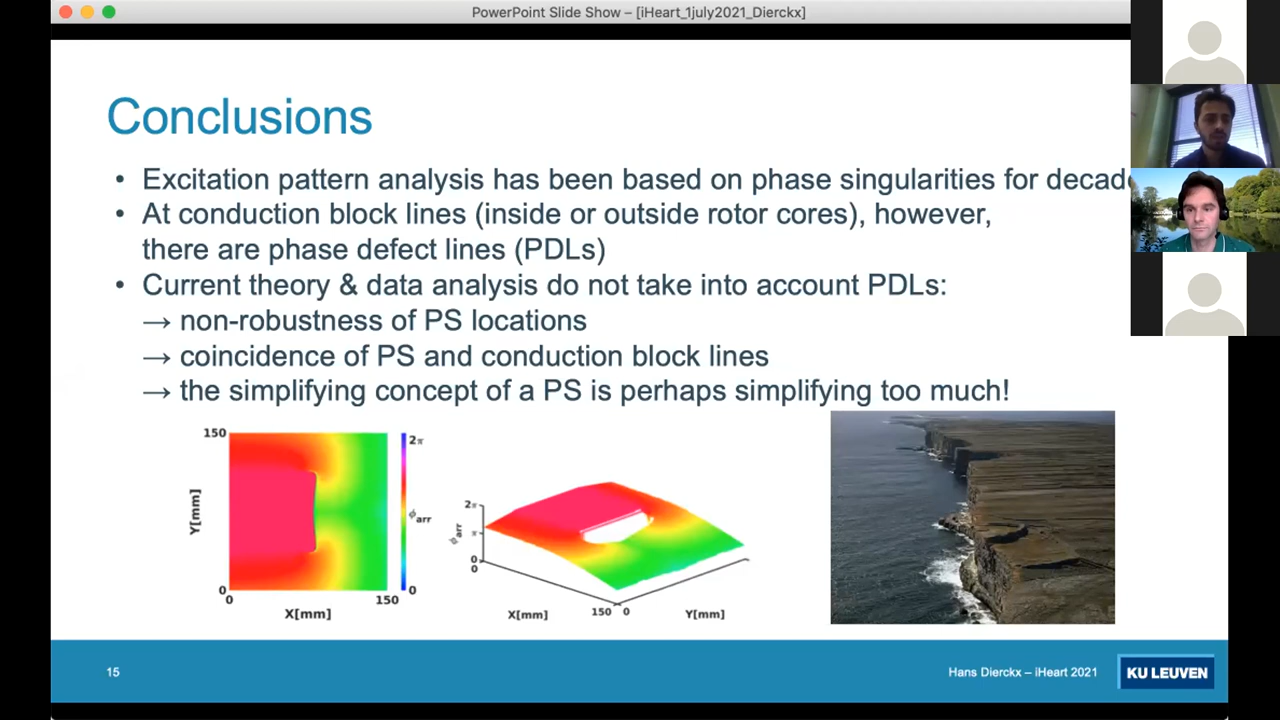 PowerPoint Slide Show – [iHeart_1july2021_Dierckx]
Conclusions
• Excitation pattern analysis has been based on phase singularities for decad
• At conduction block lines (inside or outside rotor cores), however,
there are phase defect lines (PDLs)
• Current theory & data analysis do not take into account PDLs:
→ non-robustness of PS locations
→ coincidence of PS and conduction block lines
→ the simplifying concept of a PS is perhaps simplifying too much!
150
Y[mm]
0
0
150
X[mm]
2π
ϕarr
0
2π
π
0
ϕarr
0
X[mm]
150
0
Y[mm]
15
Hans Dierckx – iHeart 2021
KU LEUVEN